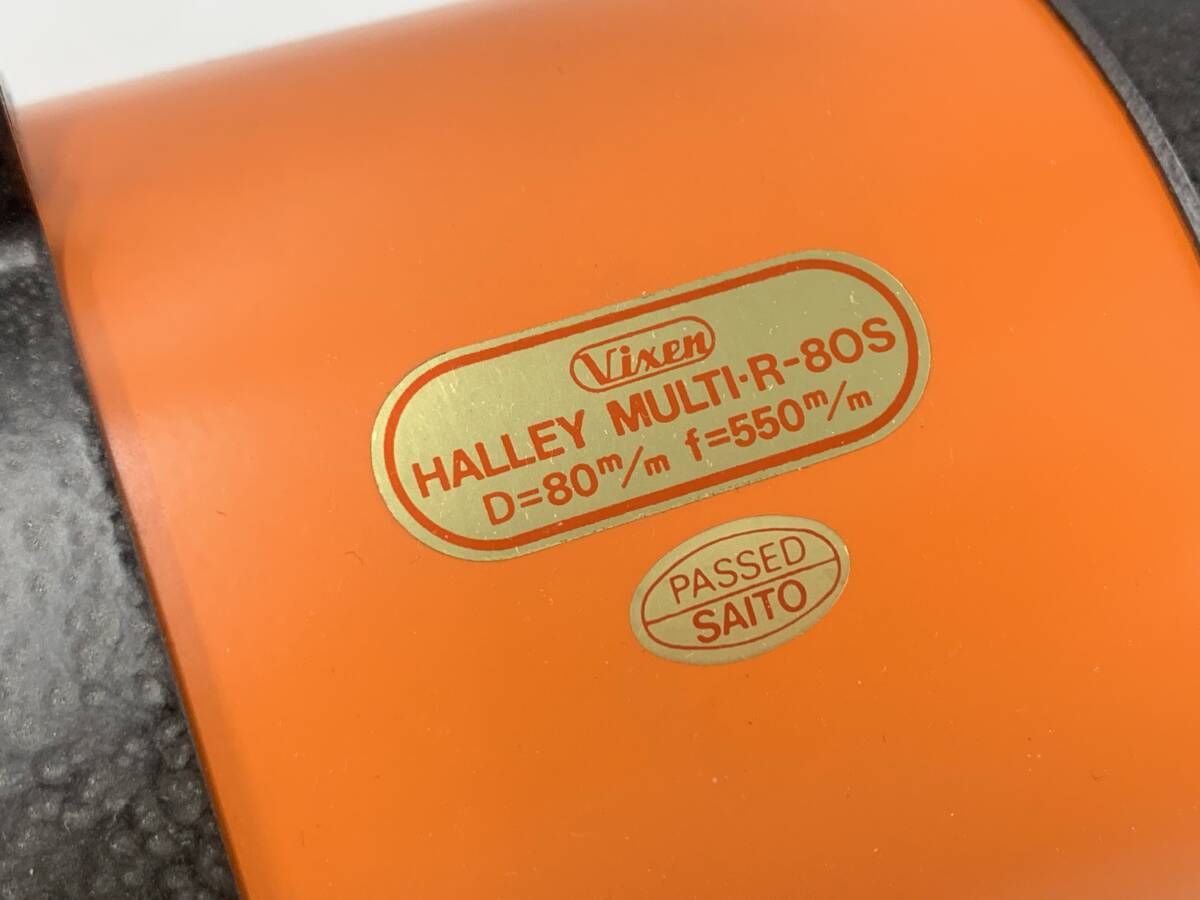 Vixen
HALLEY MULTI·R-80S
D=80m/m f=550m/m
PASSED
SAITO